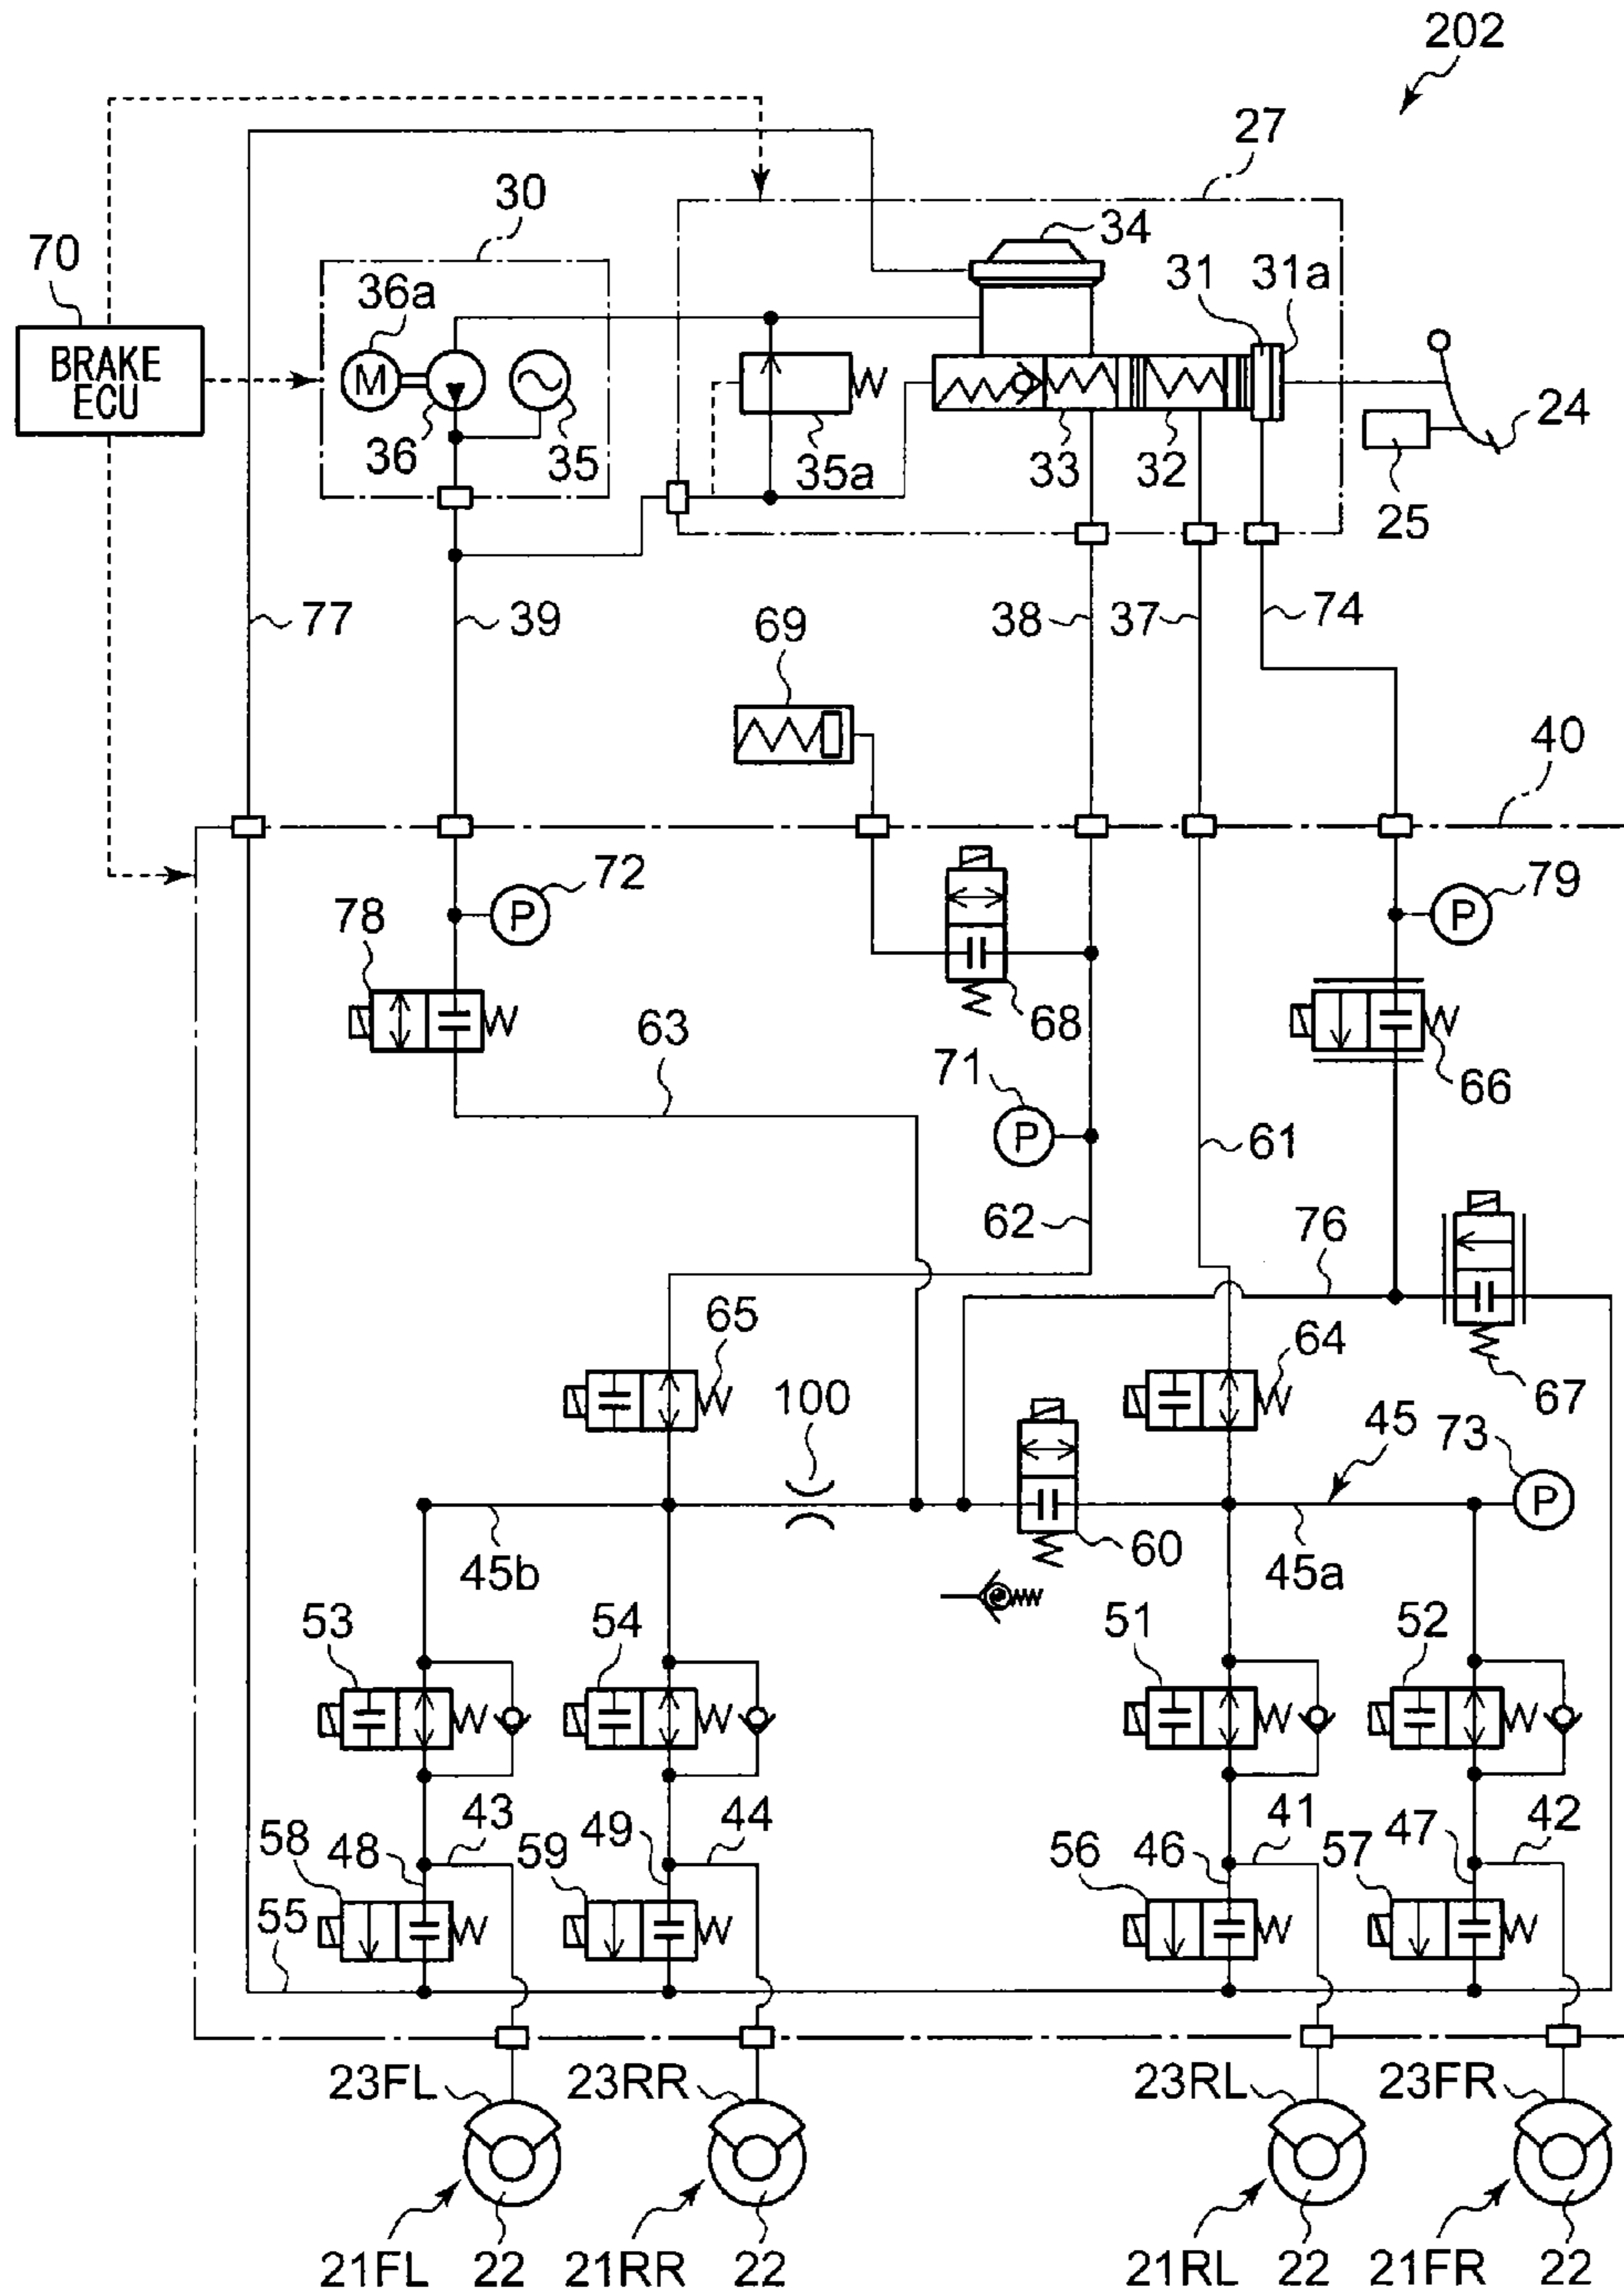 202
27
30
34
70
36a
31
31a
BRAKE
ECU
M
36
35
35a
33
32
24
25
77
39
38
37
74
69
40
72
P
79
P
78
68
63
71
P
66
61
62
76
65
64
67
100
45
73
P
45b
60
45a
53
54
51
52
43
44
41
42
58
48
59
49
56
46
57
47
55
23FL
23RR
23RL
23FR
21FL
22
21RR
22
21RL
22
21FR
22